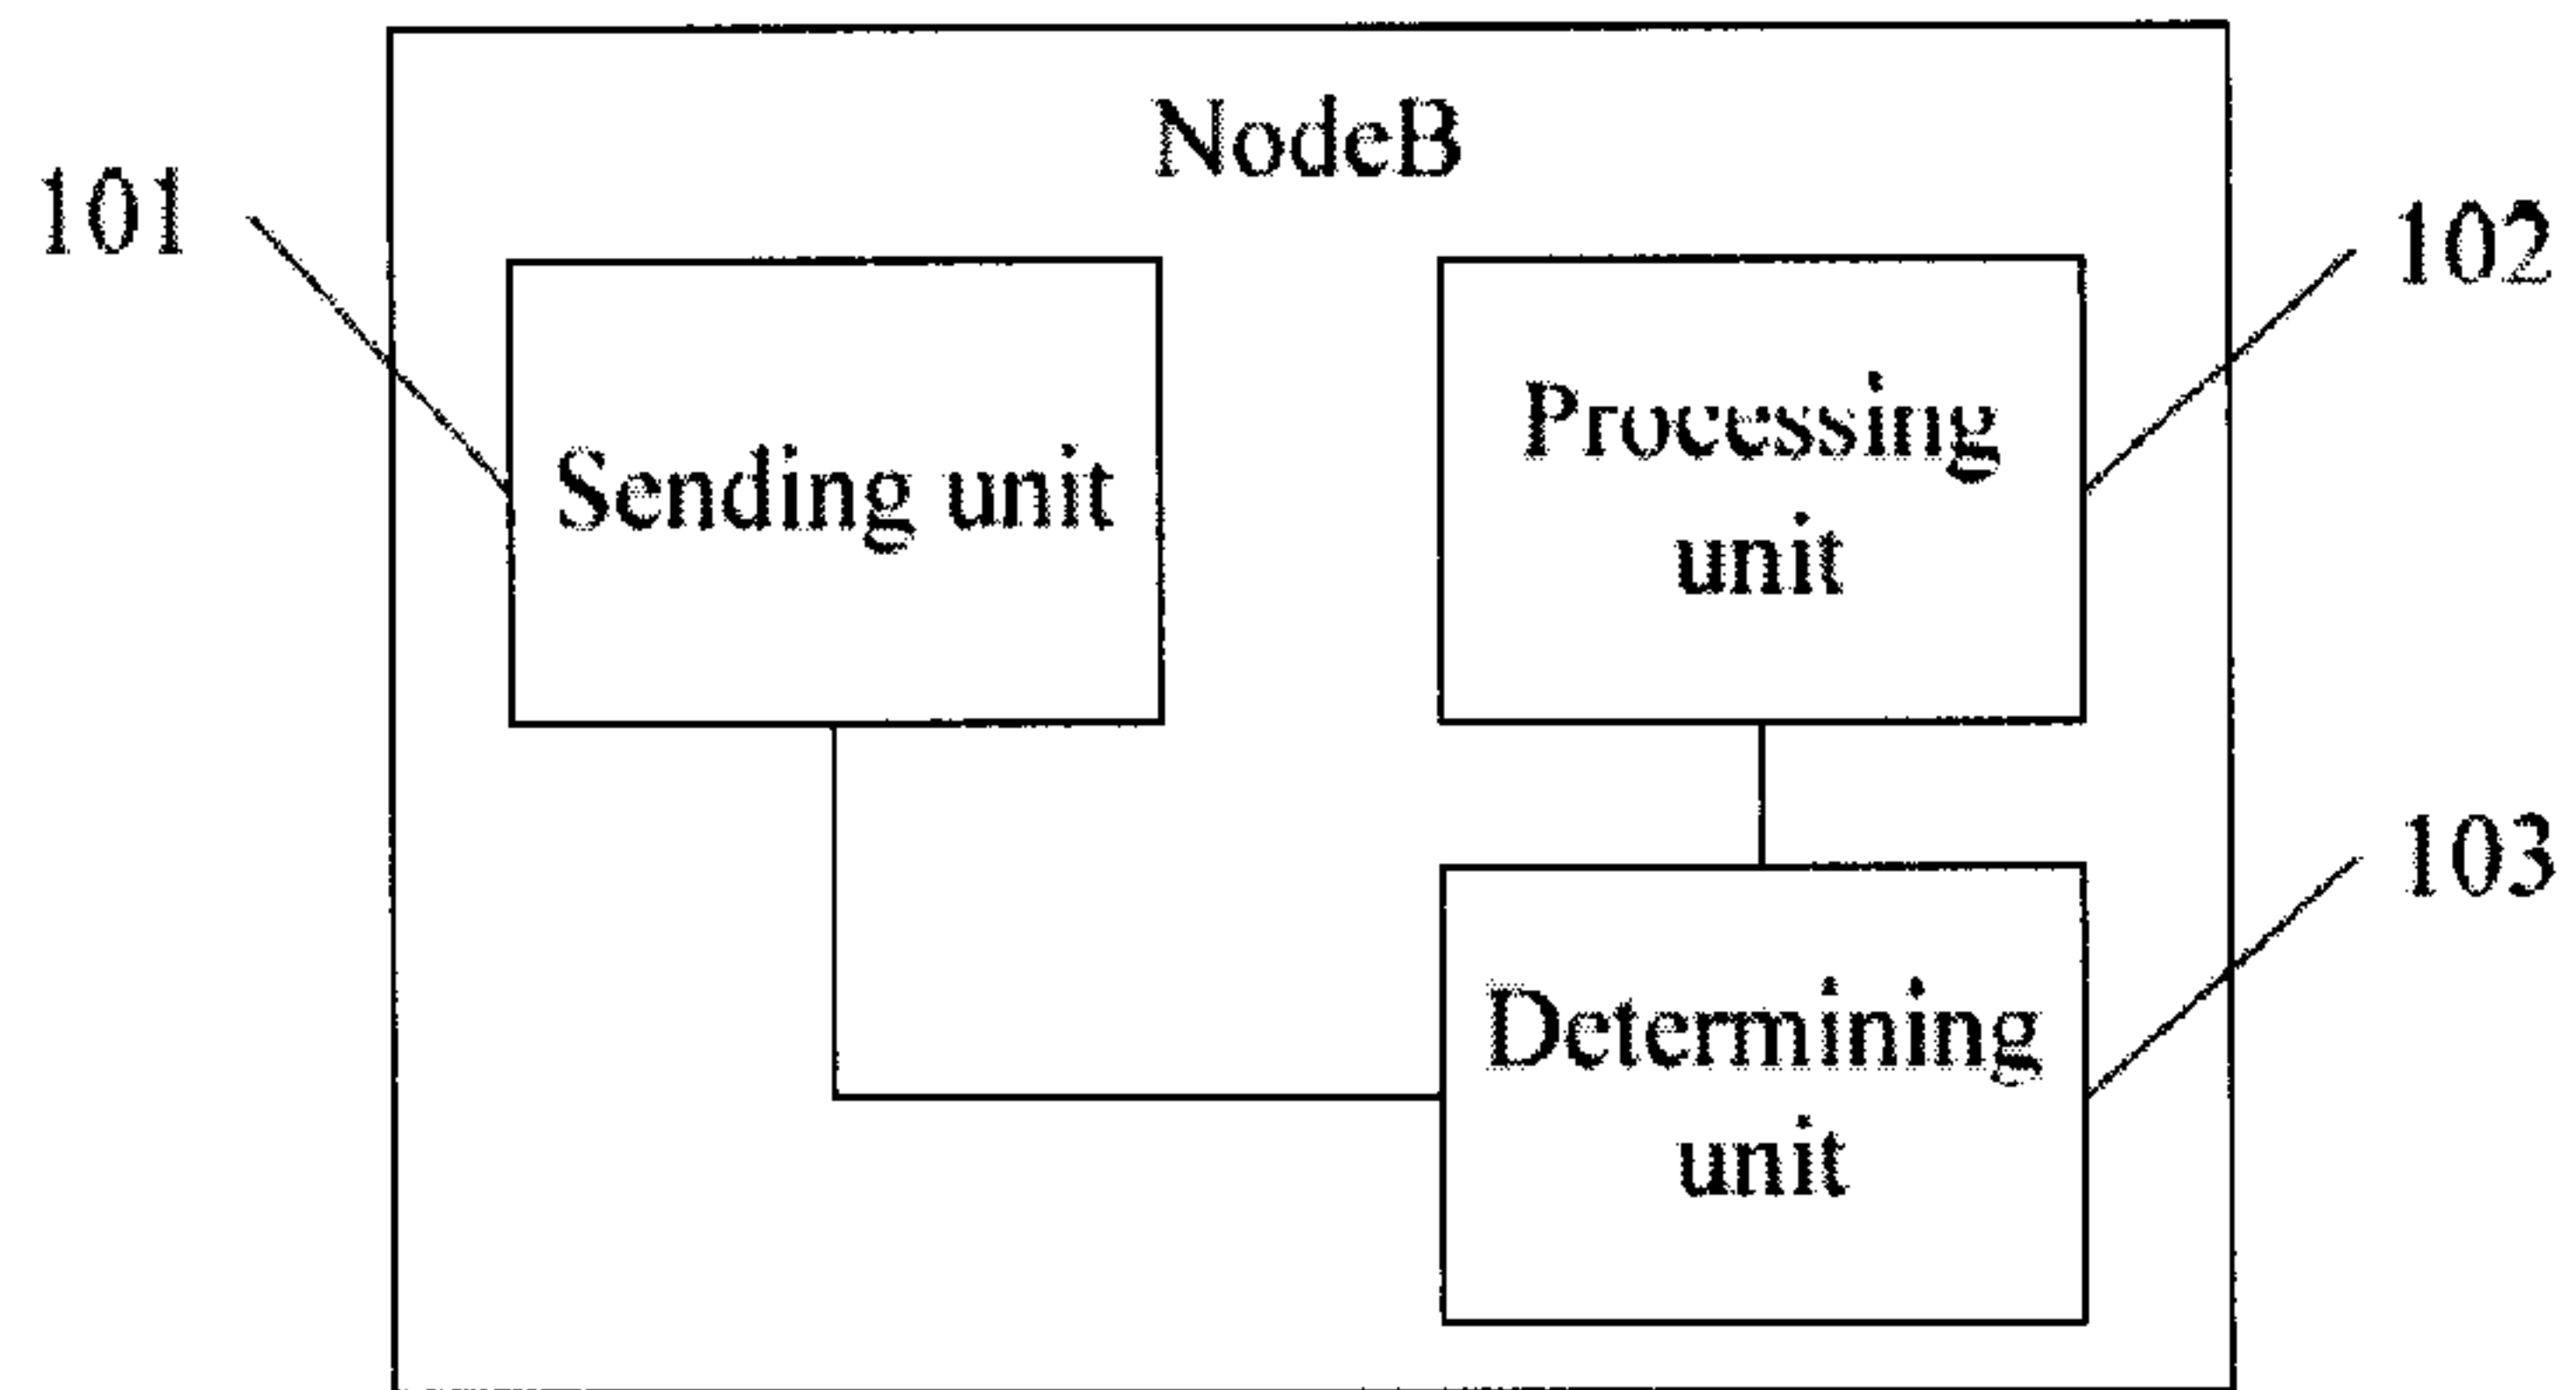 NodeB
101
102
Sending unit
Processing
unit
103
Determining
unit